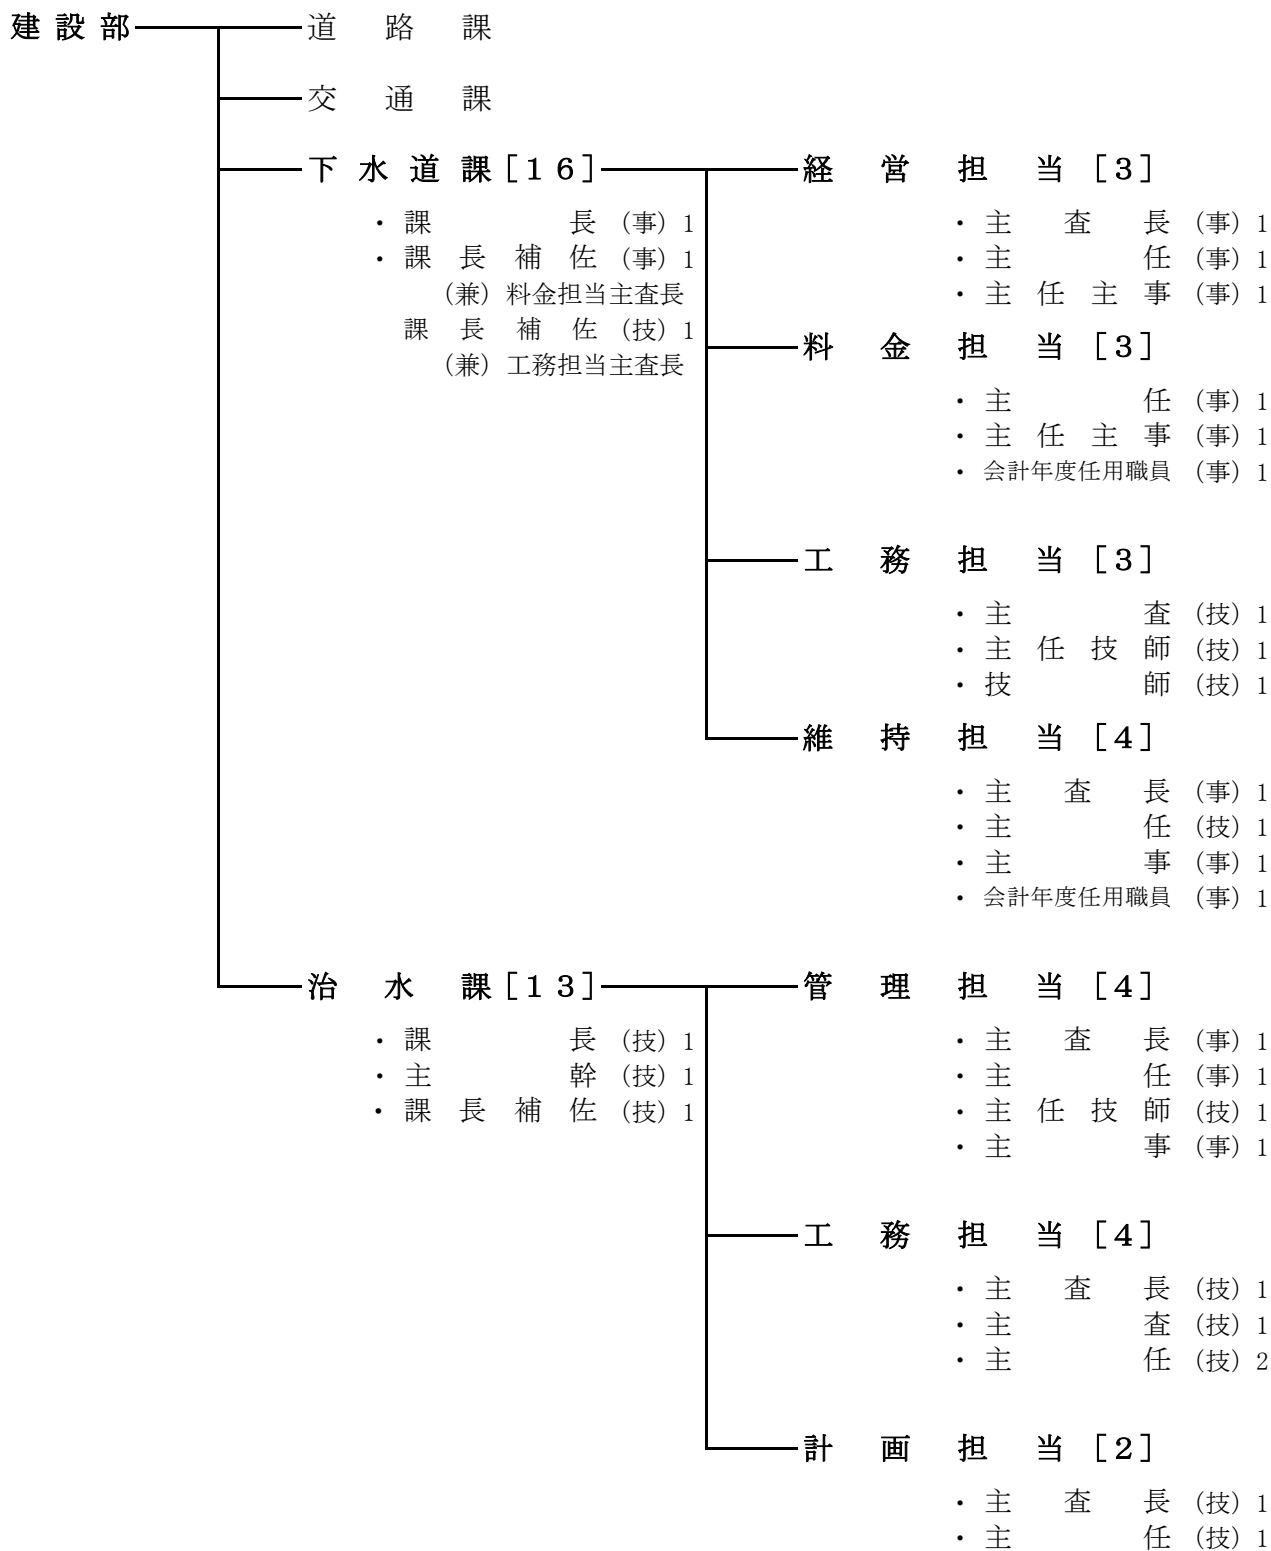 建設部 道路課
交通課
下水道課［16］ 経営担当［3］
・課長（事）1 ・主査長（事）1
・課長補佐（事）1 ・主任（事）1
（兼）料金担当主査長 ・主任主事（事）1
課長補佐（技）1 料金担当［3］
（兼）工務担当主査長
・主任（事）1
・主任主事（事）1
・会計年度任用職員（事）1
工務担当［3］
・主査（技）1
・主任技師（技）1
・技師（技）1
維持担当［4］
・主査長（事）1
・主任（技）1
・主事（事）1
・会計年度任用職員（事）1
治水課［13］ 管理担当［4］
・課長（技）1 ・主査長（事）1
・主幹（技）1 ・主任（事）1
・課長補佐（技）1 ・主任技師（技）1
・主事（事）1
工務担当［4］
・主査長（技）1
・主査（技）1
・主任（技）2
計画担当［2］
・主査長（技）1
・主任（技）1